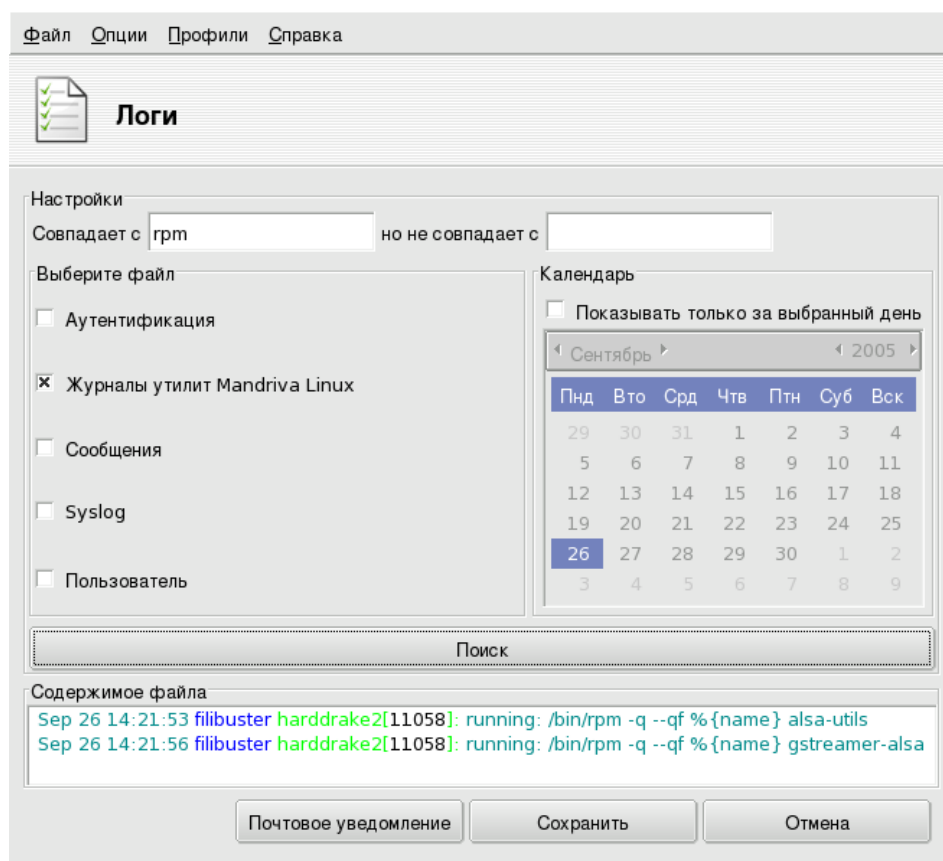 Файл Опции Профили Справка
Логи
Настройки
Совпадает с rpm но не совпадает с
Выберите файл
Аутентификация
Журналы утилит Mandriva Linux
Сообщения
Syslog
Пользователь
Календарь
Показывать только за выбранный день
Сентябрь 2005
Пнд Вто Срд Чтв Птн Суб Вск
29 30 31 1 2 3 4
5 6 7 8 9 10 11
12 13 14 15 16 17 18
19 20 21 22 23 24 25
26 27 28 29 30 1 2
3 4 5 6 7 8 9
Поиск
Содержимое файла
Sep 26 14:21:53 filibuster harddrake2[11058]: running: /bin/rpm -q --qf %{name} alsa-utils
Sep 26 14:21:56 filibuster harddrake2[11058]: running: /bin/rpm -q --qf %{name} gstreamer-alsa
Почтовое уведомление Сохранить Отмена